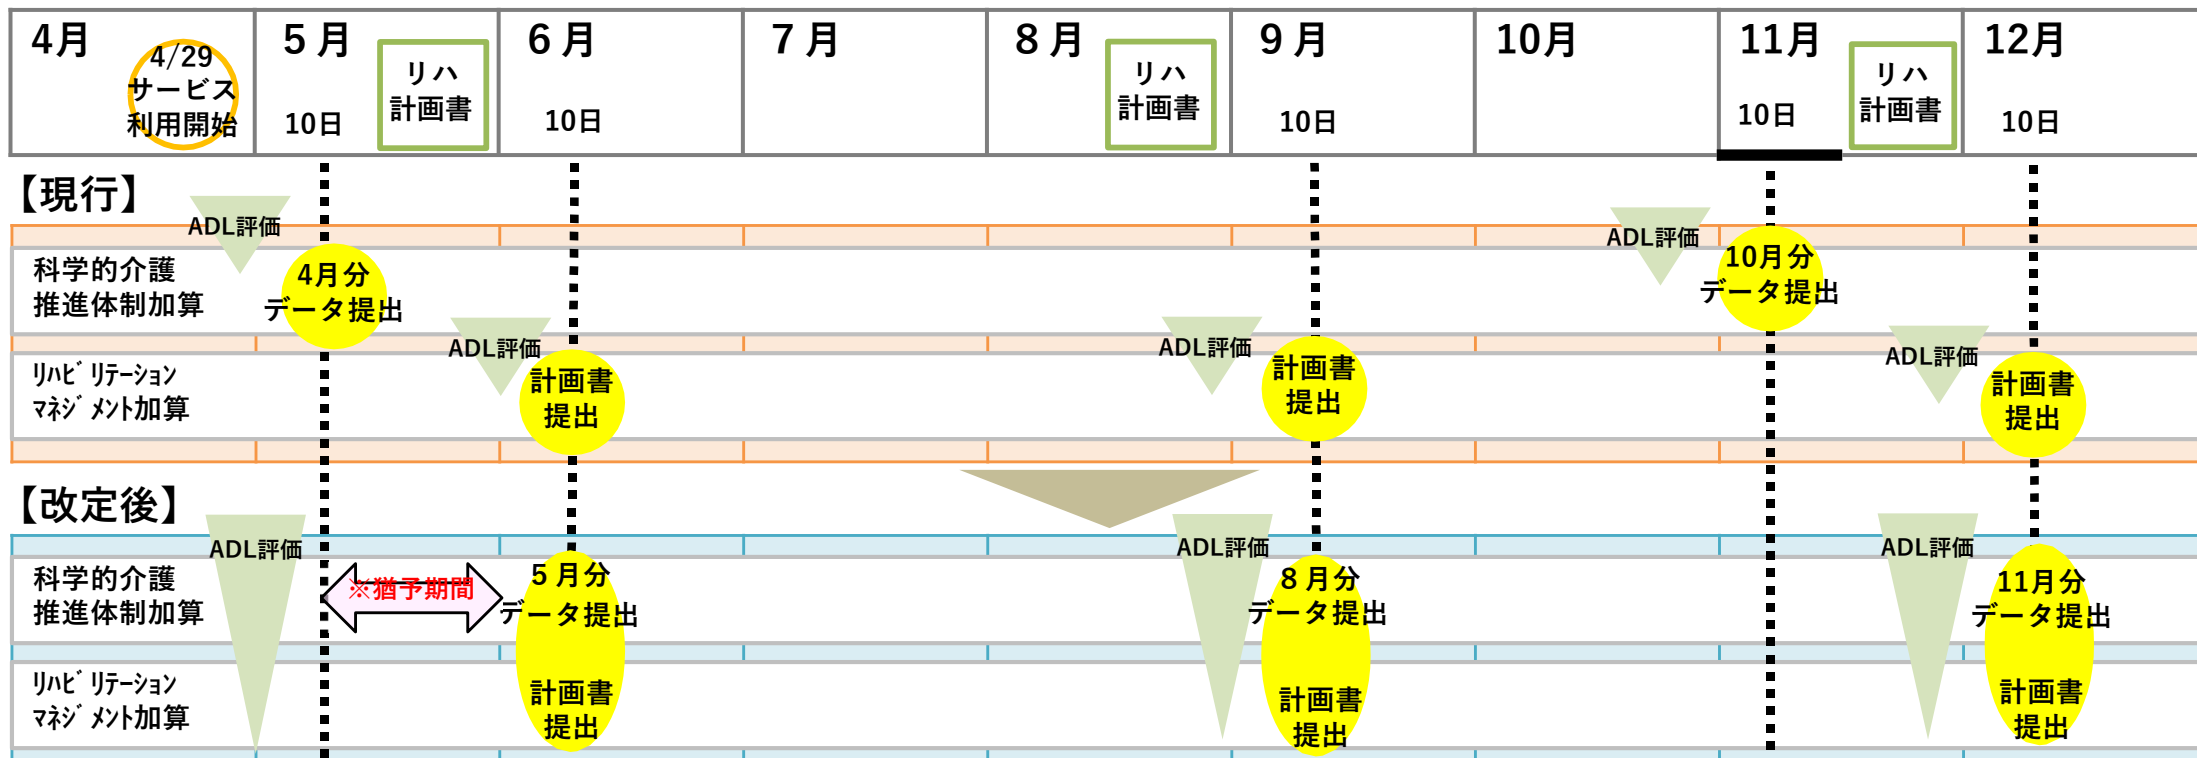 4月
4/29
サービス
利用開始
5月
10日
リハ
計画書
6月
10日
7月
8月
リハ
計画書
9月
10日
10月
11月
10日
リハ
計画書
12月
10日
【現行】
ADL評価
ADL評価
科学的介護
推進体制加算
4月分
データ提出
10月分
データ提出
ADL評価
ADL評価
ADL評価
リハビリテーション
マネジメント加算
計画書
提出
計画書
提出
計画書
提出
【改定後】
ADL評価
ADL評価
ADL評価
科学的介護
推進体制加算
※猶予期間
5月分
データ提出
8月分
データ提出
11月分
データ提出
リハビリテーション
マネジメント加算
計画書
提出
計画書
提出
計画書
提出